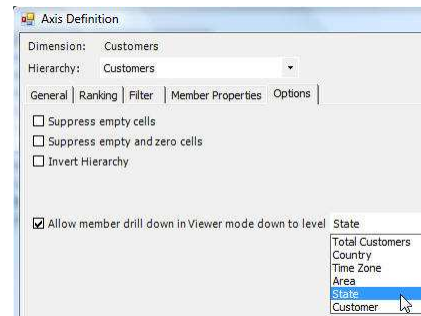 Axis Definition
Dimension: Customers
Hierarchy: Customers
General Ranking Filter Member Properties Options
Suppress empty cells
Suppress empty and zero cells
Invert Hierarchy
Allow member drill down in Viewer mode down to level State
Total Customers
Country
Time Zone
Area
State
Customer